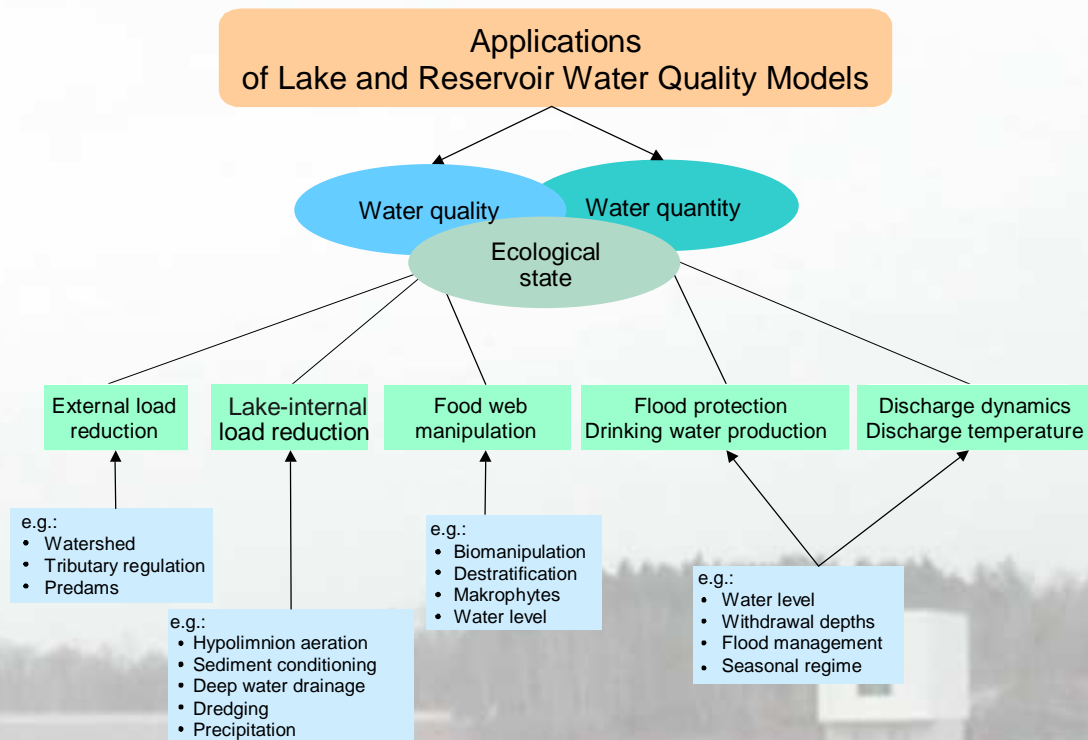 Applications
of Lake and Reservoir Water Quality Models
Water quality
Water quantity
Ecological
state
External load
reduction
Lake-internal
load reduction
Food web
manipulation
Flood protection
Drinking water production
Discharge dynamics
Discharge temperature
e.g.:
• Watershed
• Tributary regulation
• Predams
e.g.:
• Hypolimnion aeration
• Sediment conditioning
• Deep water drainage
• Dredging
• Precipitation
e.g.:
• Biomanipulation
• Destratification
• Makrophytes
• Water level
e.g.:
• Water level
• Withdrawal depths
• Flood management
• Seasonal regime